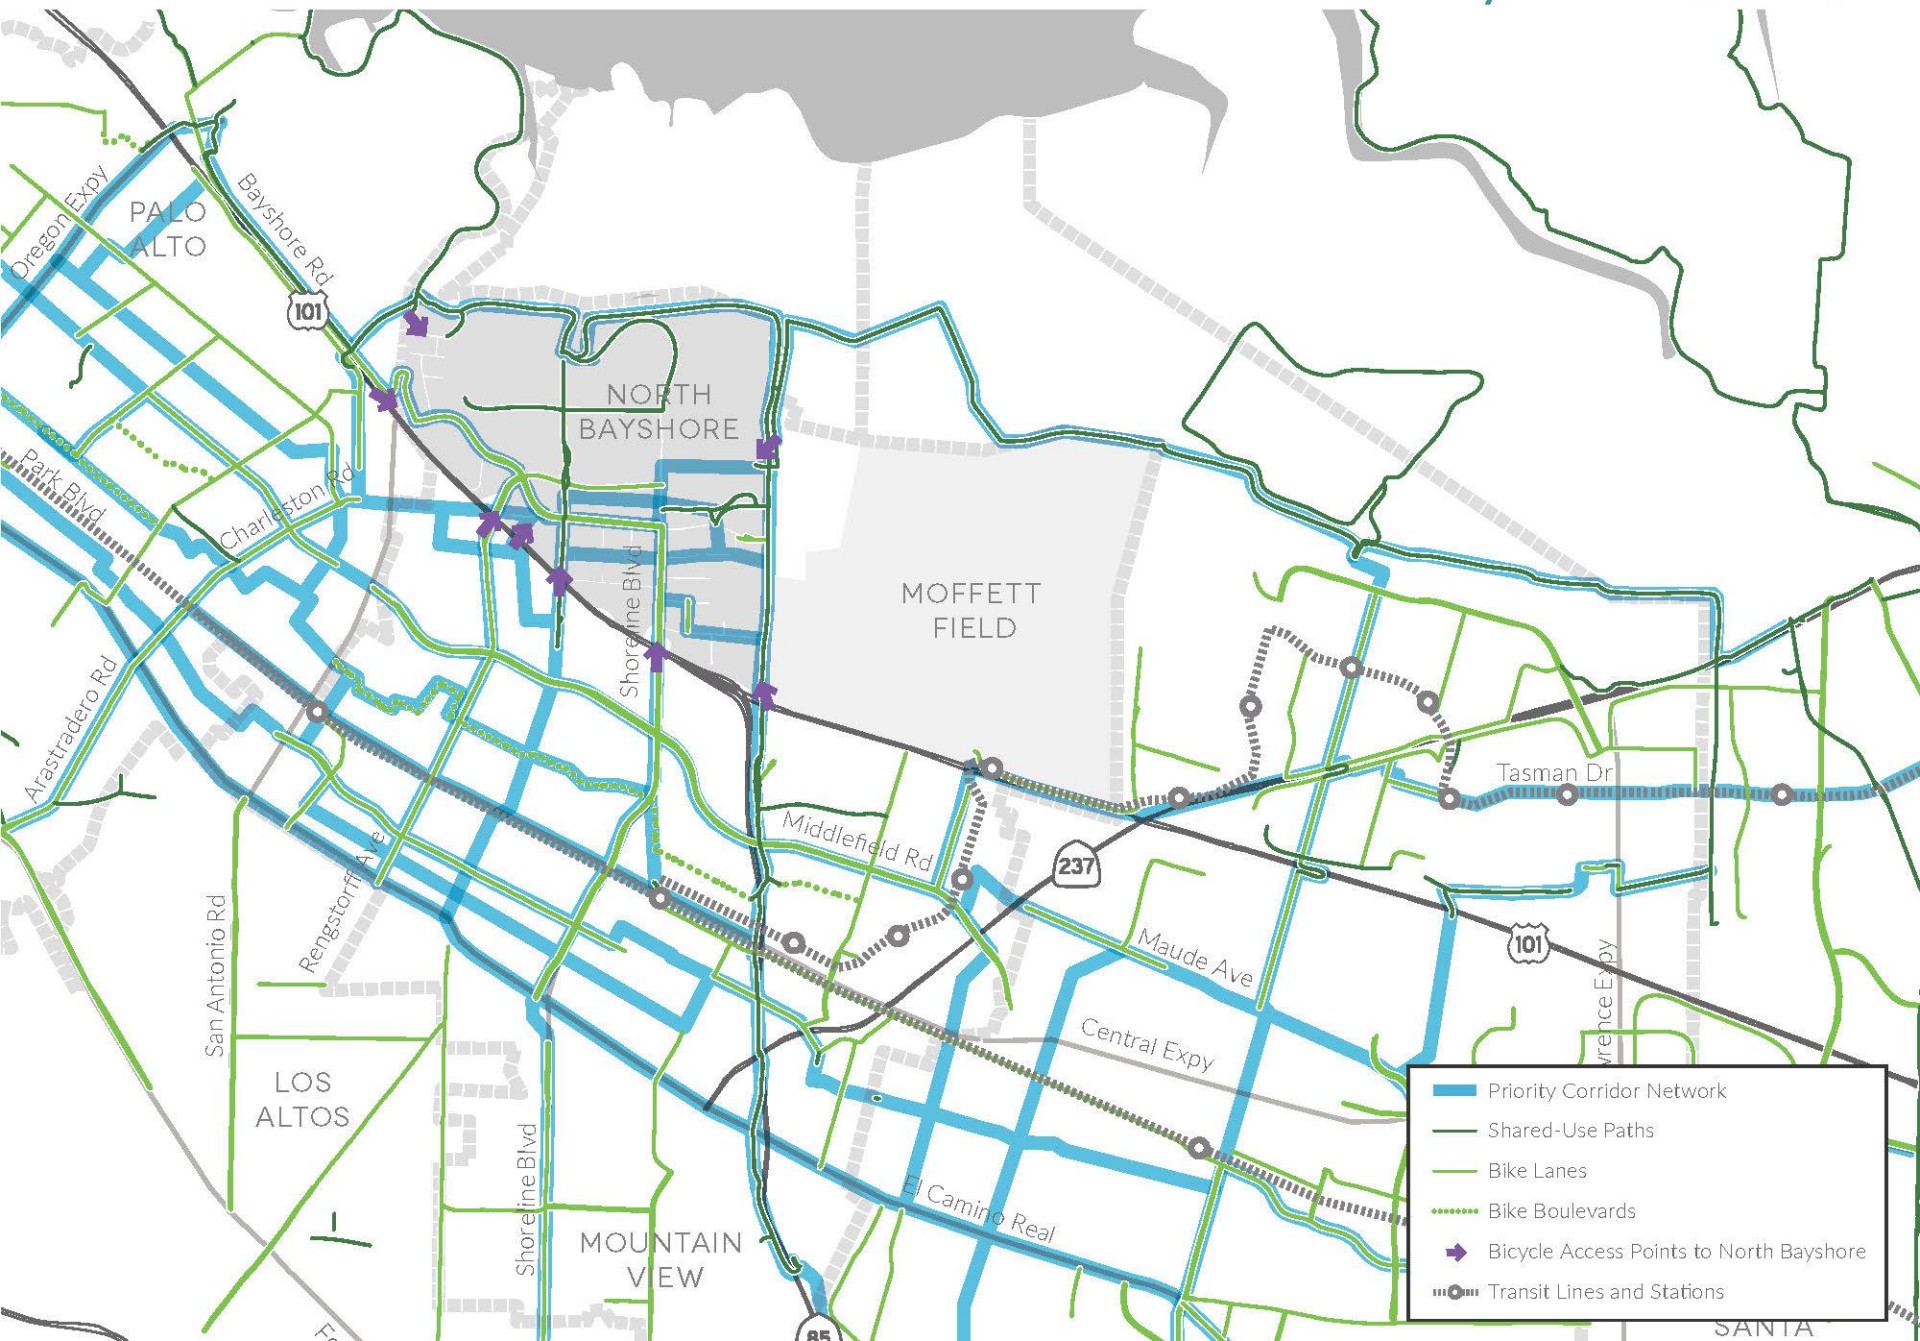 Oregon Expy
PALO
ALTO
Bayshore Rd
101
NORTH
BAYSHORE
Park Blvd
Charleston Rd
Shoreline Blvd
MOFFETT
FIELD
Arastradero Rd
Tasman Dr
Middlefield Rd
237
San Antonio Rd
Rengstorff Ave
Maude Ave
101
wrence Expy
Central Expy
LOS
ALTOS
Shoreline Blvd
El Camino Real
MOUNTAIN
VIEW
85
Priority Corridor Network
Shared-Use Paths
Bike Lanes
Bike Boulevards
Bicycle Access Points to North Bayshore
Transit Lines and Stations
SANTA